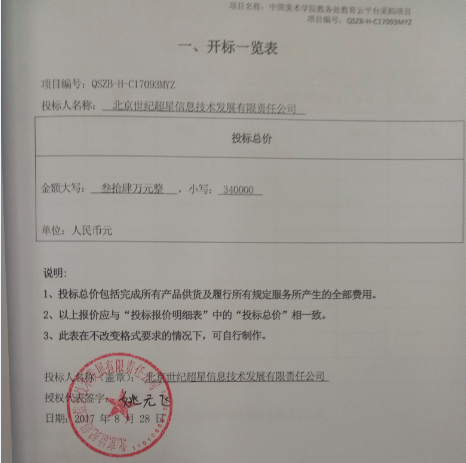 项目名称：中国美术学院教务处教育云平台采购项目
项目编号：QSZB-H-C17093MYZ
一、开标一览表
项目编号：QSZB-H-C17093MYZ
投标人名称：北京世纪超星信息技术发展有限责任公司
投标总价
金额大写：叁拾肆万元整，小写：340000
单位：人民币元
说明：
1、投标总价包括完成所有产品供货及履行所有规定服务所产生的全部费用。
2、以上报价应与“投标报价明细表”中的“投标总价”相一致。
3、此表在不改变格式要求的情况下，可自行制作。
投标人名称（盖章）：北京世纪超星信息技术发展有限责任公司
授权代表签字：姚元飞
日期：2017 年 8 月 28 日